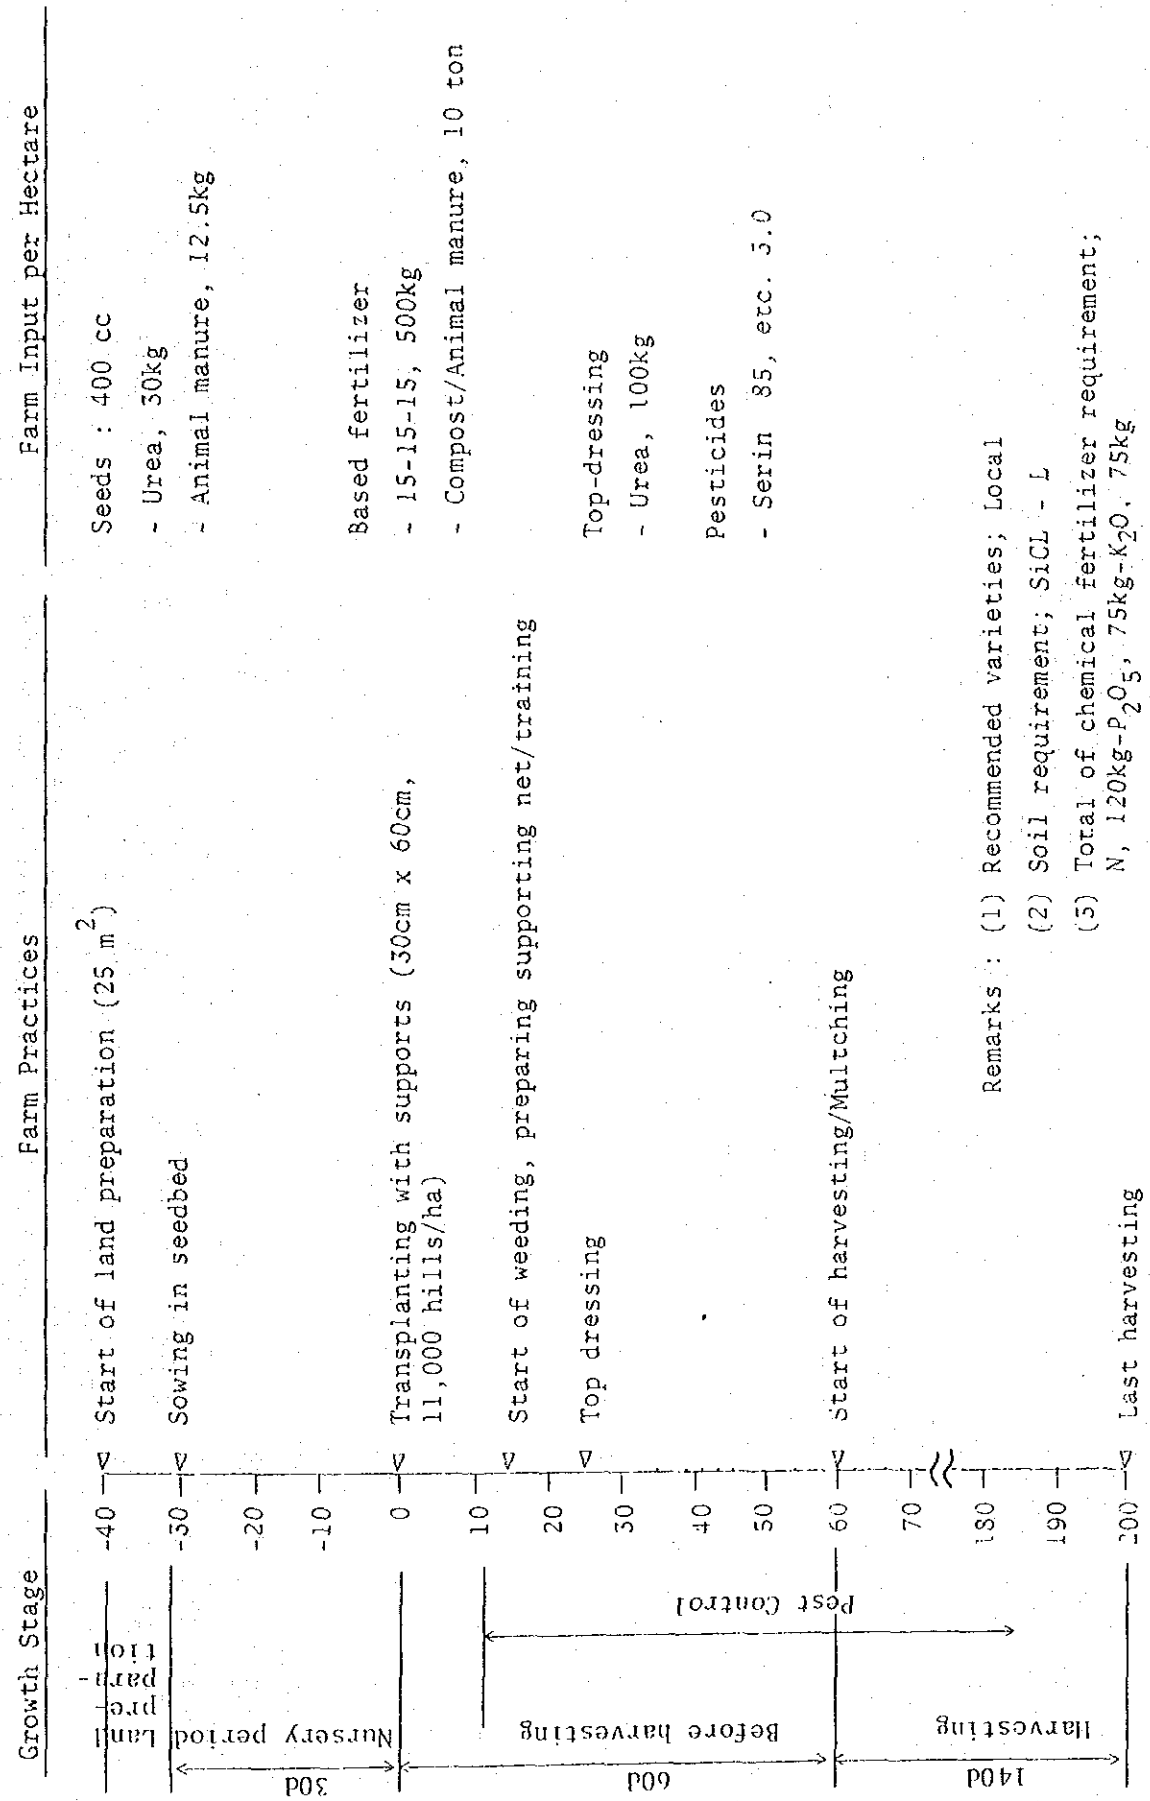 Growth Stage
Farm Practices
Farm Input per Hectare
Land
pre-
para-
tion
Nursery period
30d
Before harvesting
60d
Harvesting
140d
Pest Control
-40
-30
-20
-10
0
10
20
30
40
50
60
70
180
190
200
Start of land preparation (25 m²)
Sowing in seedbed
Transplanting with supports (30cm x 60cm,
11,000 hills/ha)
Start of weeding, preparing supporting net/training
Top dressing
Start of harvesting/Multching
Last harvesting
Seeds : 400 cc
- Urea, 30kg
- Animal manure, 12.5kg
Based fertilizer
- 15-15-15, 500kg
- Compost/Animal manure, 10 ton
Top-dressing
- Urea, 100kg
Pesticides
- Serin 85, etc. 3.0
Remarks : (1) Recommended varieties; Local
(2) Soil requirement; SiCL - L
(3) Total of chemical fertilizer requirement;
N, 120kg-P₂O₅, 75kg-K₂O, 75kg